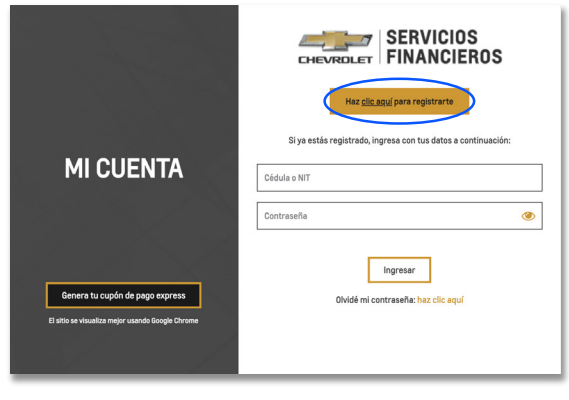 MI CUENTA
Genera tu cupón de pago express
El sitio se visualiza mejor usando Google Chrome
CHEVROLET
SERVICIOS
FINANCIEROS
Haz clic aquí para registrarte
Si ya estás registrado, ingresa con tus datos a continuación:
Cédula o NIT
Contraseña
Ingresar
Olvidé mi contraseña: haz clic aquí